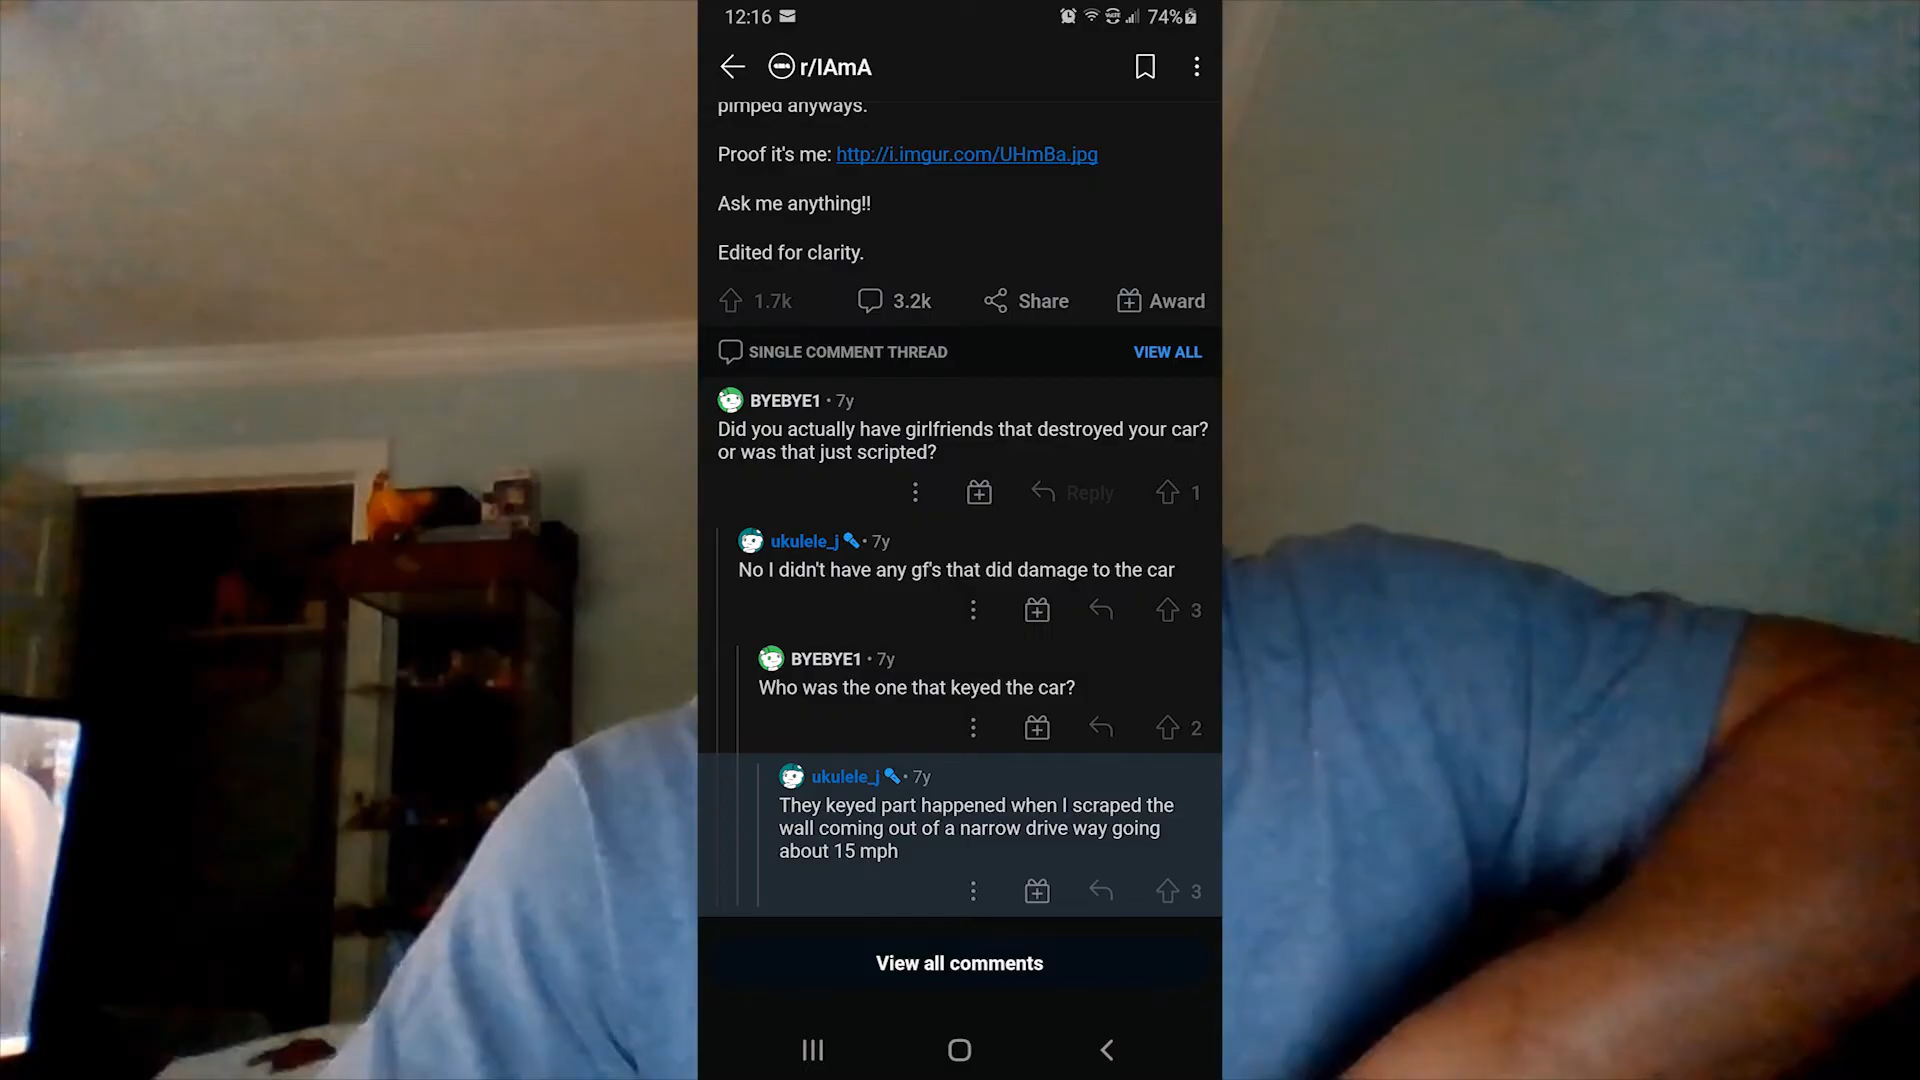 12:16
74%
r/IAmA
pimped anyways.
Proof it's me: http://i.imgur.com/UHmBa.jpg
Ask me anything!!
Edited for clarity.
1.7k 3.2k Share Award
SINGLE COMMENT THREAD VIEW ALL
BYEBYE1 • 7y
Did you actually have girlfriends that destroyed your car?
or was that just scripted?
Reply 1
ukulele_j • 7y
No I didn't have any gf's that did damage to the car
3
BYEBYE1 • 7y
Who was the one that keyed the car?
2
ukulele_j • 7y
They keyed part happened when I scraped the
wall coming out of a narrow drive way going
about 15 mph
3
View all comments